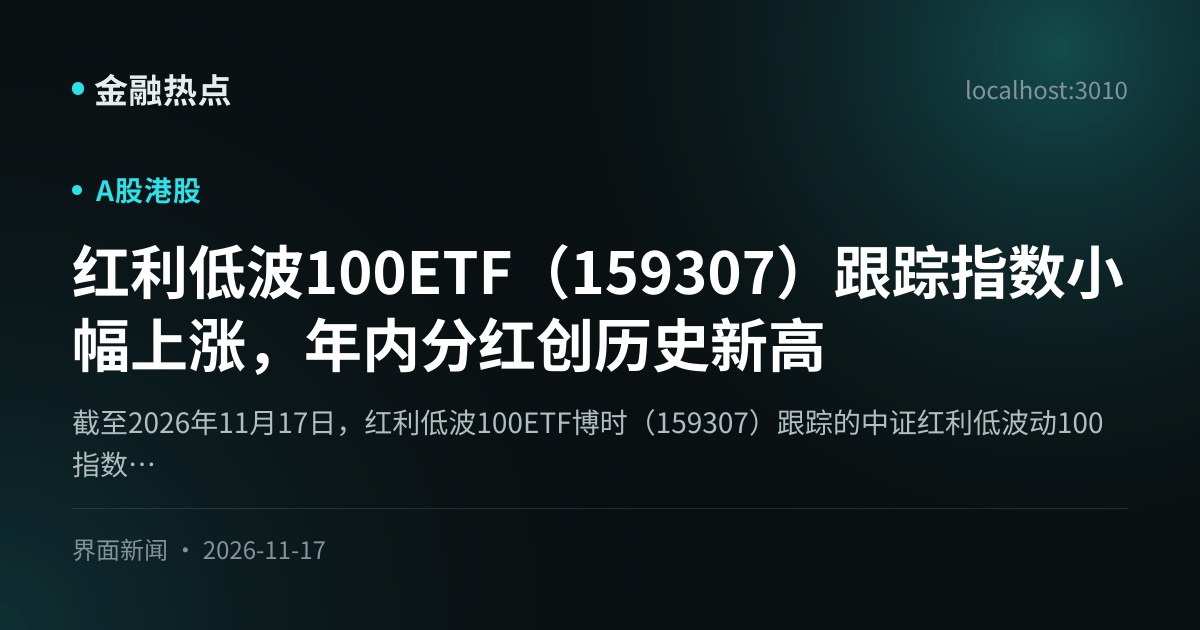 金融热点
localhost:3010
A股港股
红利低波100ETF（159307）跟踪指数小
幅上涨，年内分红创历史新高
截至2026年11月17日，红利低波100ETF博时（159307）跟踪的中证红利低波动100
指数…
界面新闻 · 2026-11-17